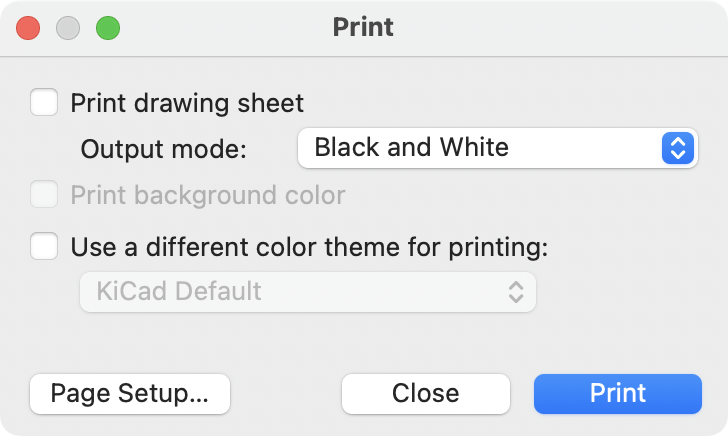 Print
Print drawing sheet
Output mode: Black and White
Print background color
Use a different color theme for printing:
KiCad Default
Page Setup... Close Print